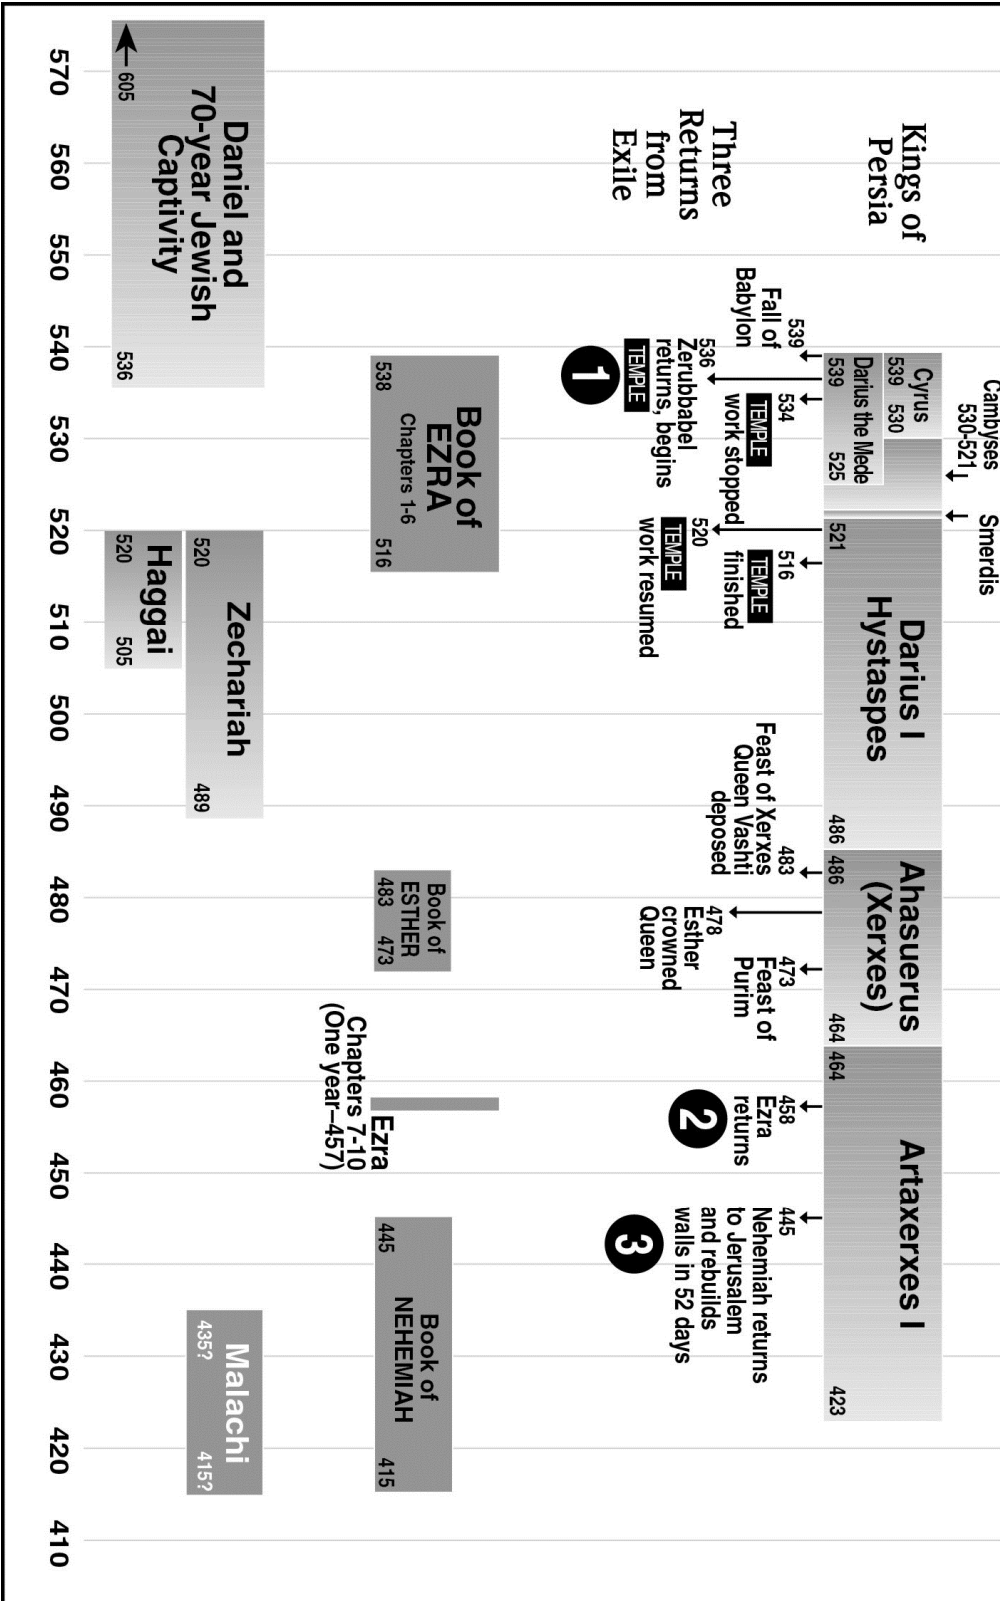 Cambyses
530-521
Smerdis
Kings of
Persia
Cyrus
539 530
Darius the Mede
539 525
521
Darius I
Hystaspes
486
Ahasuerus
(Xerxes)
486 464
Artaxerxes I
464 423
Three
Returns
from
Exile
539
Fall of
Babylon
536
Zerubbabel
returns, begins
TEMPLE
1
534
TEMPLE
work stopped
520
TEMPLE
work resumed
516
TEMPLE
finished
483
Feast of Xerxes
Queen Vashti
deposed
478
Esther
crowned
Queen
473
Feast of
Purim
458
Ezra
returns
2
445
Nehemiah returns
to Jerusalem
and rebuilds
walls in 52 days
3
Book of
EZRA
Chapters 1-6
538 516
Book of
ESTHER
483 473
Ezra
Chapters 7-10
(One year–457)
Book of
NEHEMIAH
445 415
Daniel and
70-year Jewish
Captivity
605 536
Zechariah
520 489
Haggai
520 505
Malachi
435? 415?
570 560 550 540 530 520 510 500 490 480 470 460 450 440 430 420 410